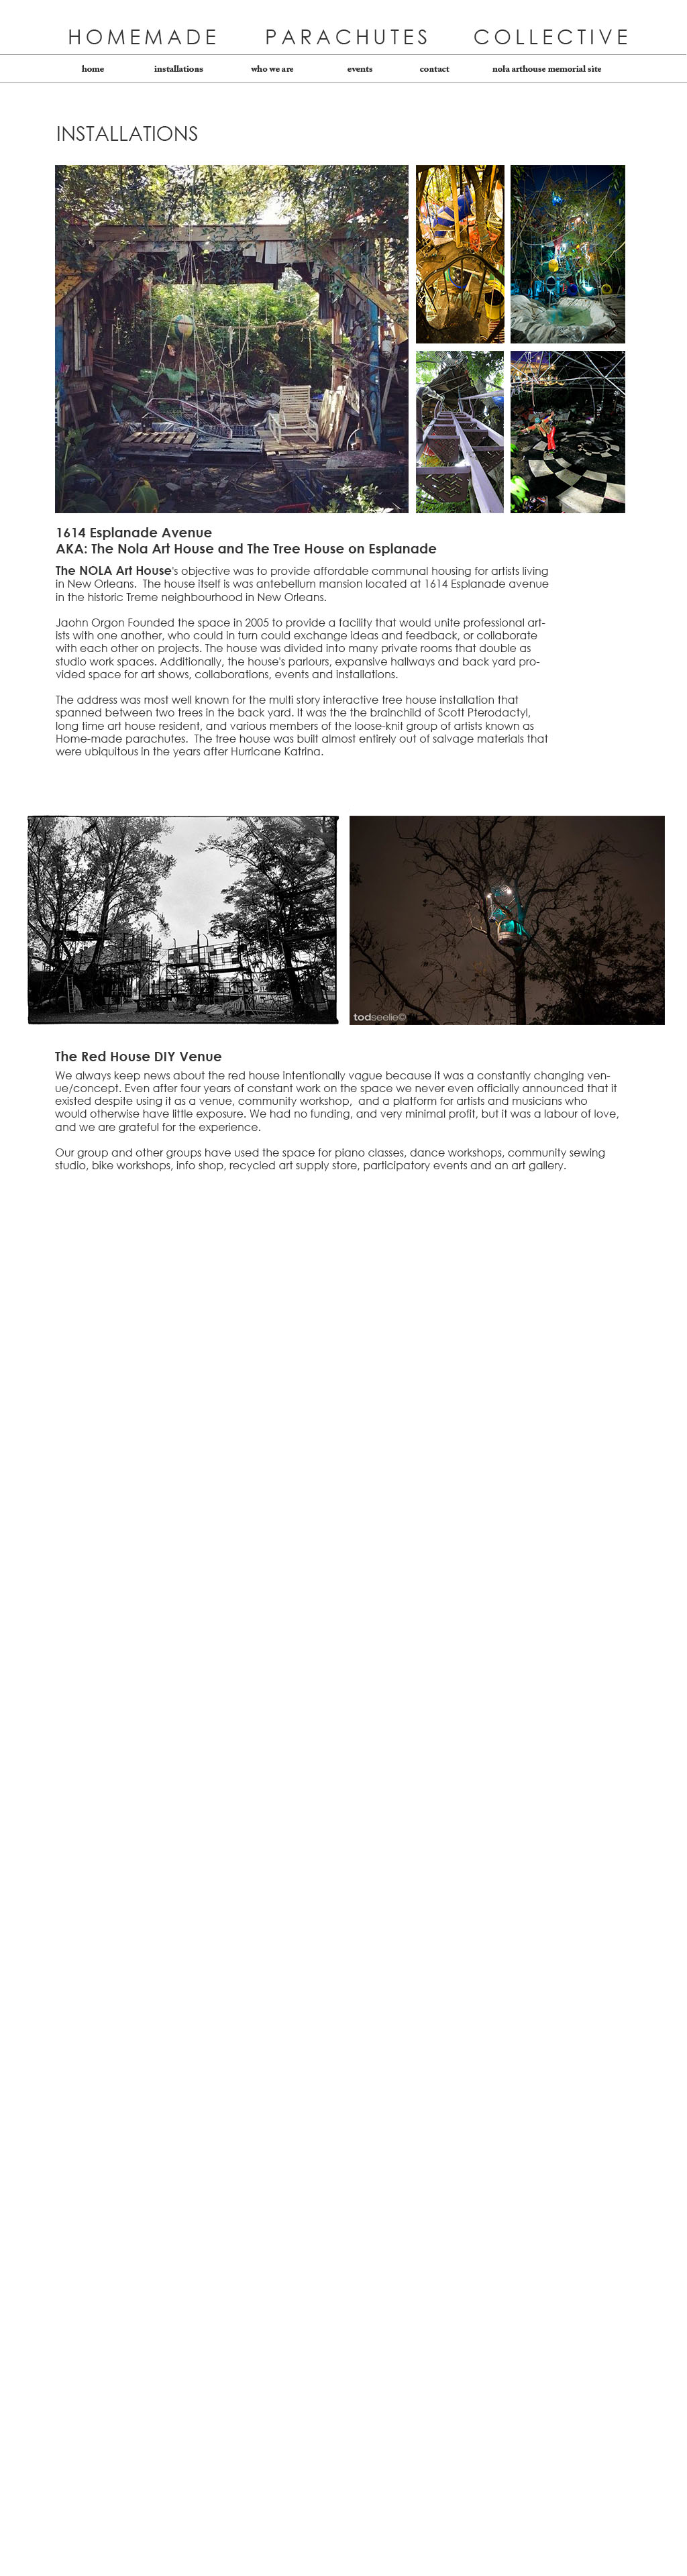 HOMEMADE PARACHUTES COLLECTIVE
home installations who we are events contact nola arthouse memorial site
INSTALLATIONS
1614 Esplanade Avenue
AKA: The Nola Art House and The Tree House on Esplanade
The NOLA Art House's objective was to provide affordable communal housing for artists living
in New Orleans. The house itself is was antebellum mansion located at 1614 Esplanade avenue
in the historic Treme neighbourhood in New Orleans.
Jaohn Orgon Founded the space in 2005 to provide a facility that would unite professional art-
ists with one another, who could in turn could exchange ideas and feedback, or collaborate
with each other on projects. The house was divided into many private rooms that double as
studio work spaces. Additionally, the house's parlours, expansive hallways and back yard pro-
vided space for art shows, collaborations, events and installations.
The address was most well known for the multi story interactive tree house installation that
spanned between two trees in the back yard. It was the the brainchild of Scott Pterodactyl,
long time art house resident, and various members of the loose-knit group of artists known as
Home-made parachutes. The tree house was built almost entirely out of salvage materials that
were ubiquitous in the years after Hurricane Katrina.
todseelie©
The Red House DIY Venue
We always keep news about the red house intentionally vague because it was a constantly changing ven-
ue/concept. Even after four years of constant work on the space we never even officially announced that it
existed despite using it as a venue, community workshop, and a platform for artists and musicians who
would otherwise have little exposure. We had no funding, and very minimal profit, but it was a labour of love,
and we are grateful for the experience.
Our group and other groups have used the space for piano classes, dance workshops, community sewing
studio, bike workshops, info shop, recycled art supply store, participatory events and an art gallery.